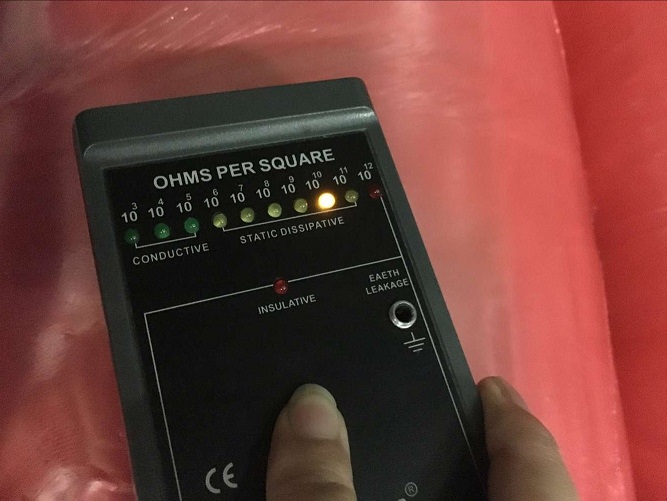 OHMS PER SQUARE
10³ 10⁴ 10⁵ 10⁶ 10⁷ 10⁸ 10⁹ 10¹⁰ 10¹¹ 10¹²
CONDUCTIVE
STATIC DISSIPATIVE
INSULATIVE
EAETH
LEAKAGE
CE
®